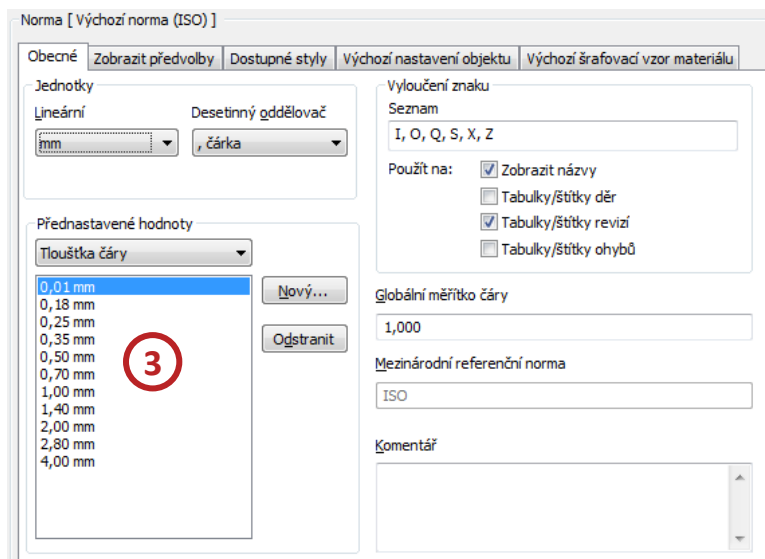 Norma [ Výchozí norma (ISO) ]
Obecné Zobrazit předvolby Dostupné styly Výchozí nastavení objektu Výchozí šrafovací vzor materiálu
Jednotky
Lineární Desetinný oddělovač
mm , čárka
Přednastavené hodnoty
Tloušťka čáry
0,01 mm
0,18 mm
0,25 mm
0,35 mm
0,50 mm
0,70 mm
1,00 mm
1,40 mm
2,00 mm
2,80 mm
4,00 mm
Nový...
Odstranit
3
Vyloučení znaku
Seznam
I, O, Q, S, X, Z
Použít na: Zobrazit názvy
Tabulky/štítky děr
Tabulky/štítky revizí
Tabulky/štítky ohybů
Globální měřítko čáry
1,000
Mezinárodní referenční norma
ISO
Komentář